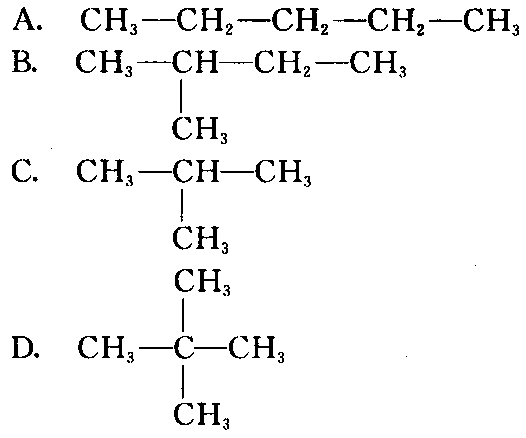 A. CH₃—CH₂—CH₂—CH₂—CH₃
B. CH₃—CH—CH₂—CH₃
CH₃
C. CH₃—CH—CH₃
CH₃
CH₃
D. CH₃—C—CH₃
CH₃